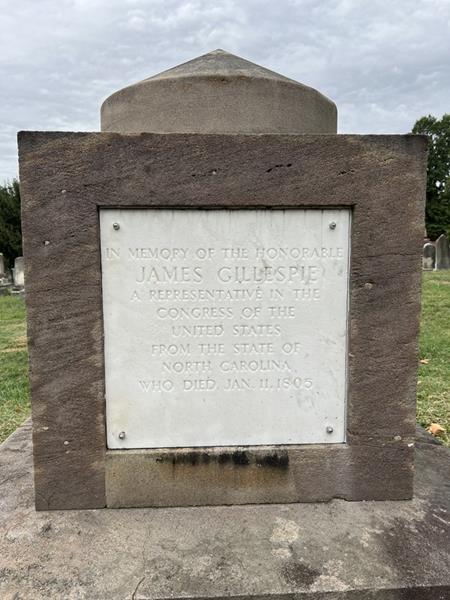 IN MEMORY OF THE HONORABLE
JAMES GILLESPIE
A REPRESENTATIVE IN THE
CONGRESS OF THE
UNITED STATES
FROM THE STATE OF
NORTH CAROLINA
WHO DIED JAN. 11. 1805